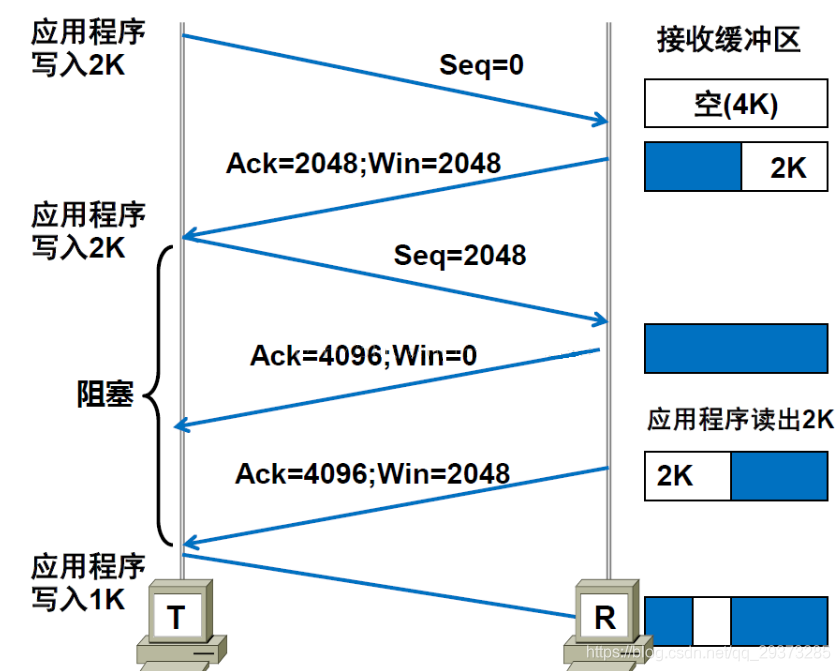 应用程序
写入2K
Seq=0
接收缓冲区
空(4K)
Ack=2048;Win=2048
2K
应用程序
写入2K
Seq=2048
Ack=4096;Win=0
阻塞
应用程序读出2K
Ack=4096;Win=2048
2K
应用程序
写入1K
T
R
https://blog.csdn.net/qq_29373285